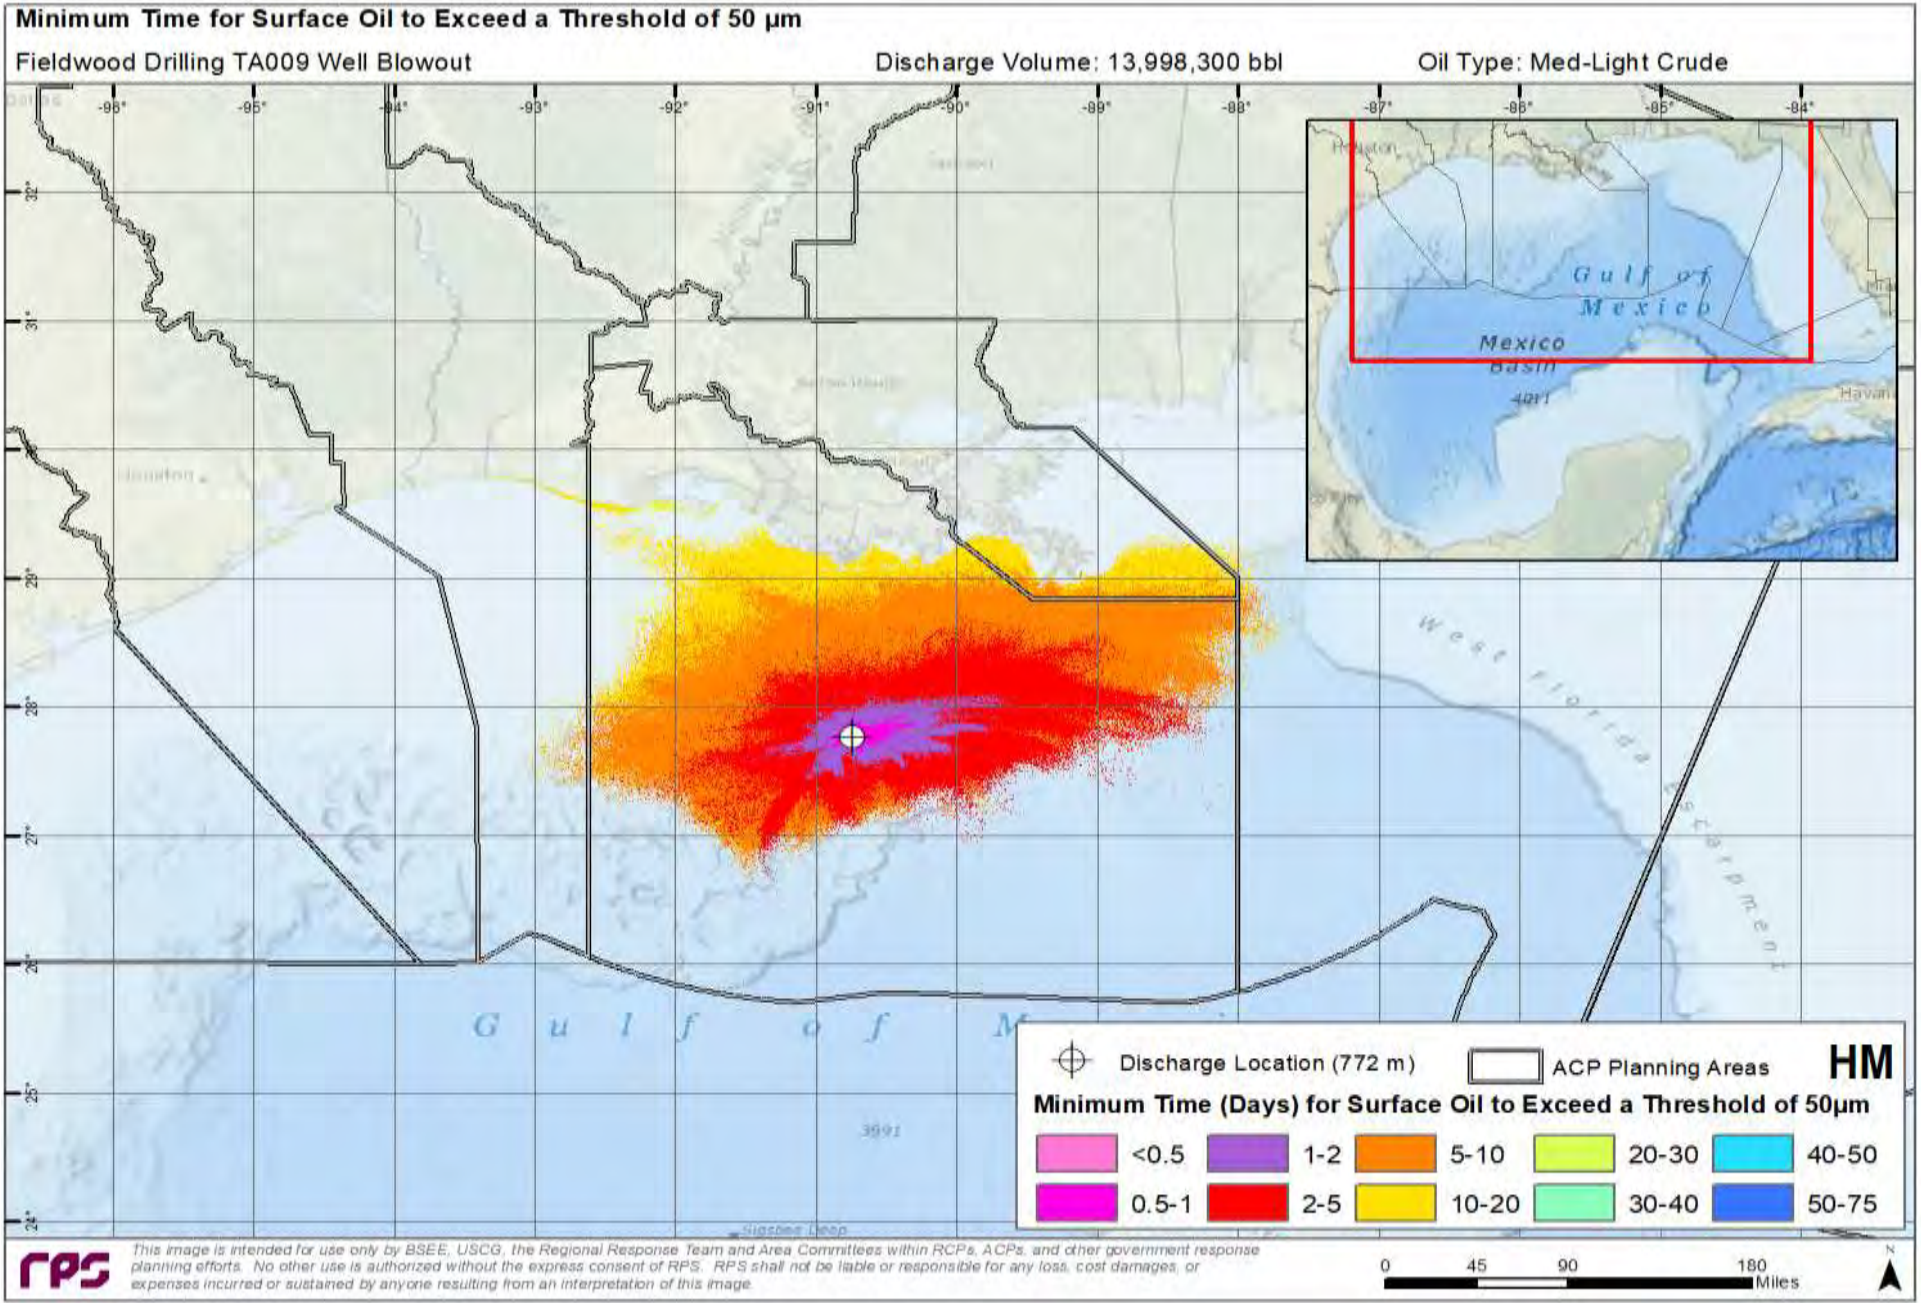 Minimum Time for Surface Oil to Exceed a Threshold of 50 µm
Fieldwood Drilling TA009 Well Blowout
Discharge Volume: 13,998,300 bbl
Oil Type: Med-Light Crude
-96°
-95°
-94°
-93°
-92°
-91°
-90°
-89°
-88°
-87°
-86°
-85°
-84°
32°
31°
29°
28°
27°
26°
25°
24°
Houston
Gulf of
Mexico
Mexico
Basin
Houston
West Florida Escarpment
Gulf of M
3991
Sigsbee Deep
Discharge Location (772 m)
ACP Planning Areas
HM
Minimum Time (Days) for Surface Oil to Exceed a Threshold of 50µm
<0.5
1-2
5-10
20-30
40-50
0.5-1
2-5
10-20
30-40
50-75
rps
This image is intended for use only by BSEE, USCG, the Regional Response Team and Area Committees within RCPs, ACPs, and other government response
planning efforts. No other use is authorized without the express consent of RPS. RPS shall not be liable or responsible for any loss, cost damages, or
expenses incurred or sustained by anyone resulting from an interpretation of this image.
0
45
90
180
Miles
N